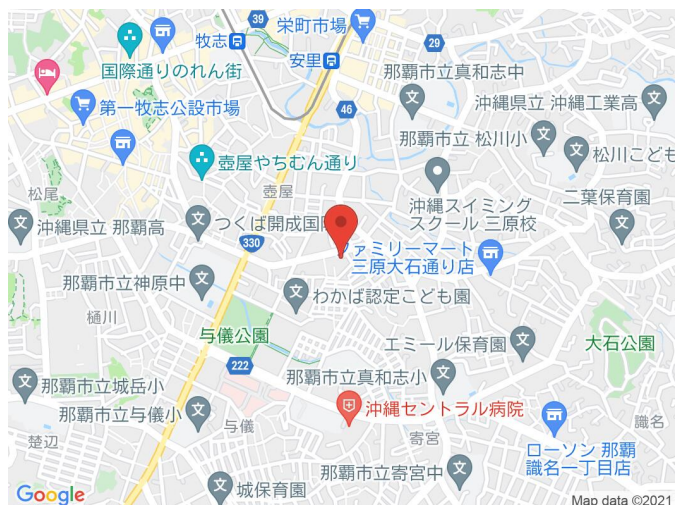 39
栄町市場
牧志
安里
29
国際通りのれん街
那覇市立真和志中
沖縄県立 沖縄工業高
46
第一牧志公設市場
那覇市立 松川小
松川こども
壺屋やちむん通り
松尾
壺屋
沖縄スイミング
スクール 三原校
二葉保育園
沖縄県立 那覇高
つくば開成国
330
ファミリーマート
三原大石通り店
那覇市立神原中
わかば認定こども園
樋川
与儀公園
エミール保育園
大石公園
222
那覇市立真和志小
那覇市立城岳小
那覇市立与儀小
沖縄セントラル病院
与儀
識名
楚辺
寄宮
ローソン 那覇
識名一丁目店
那覇市立寄宮中
城保育園
Google
Map data ©2021